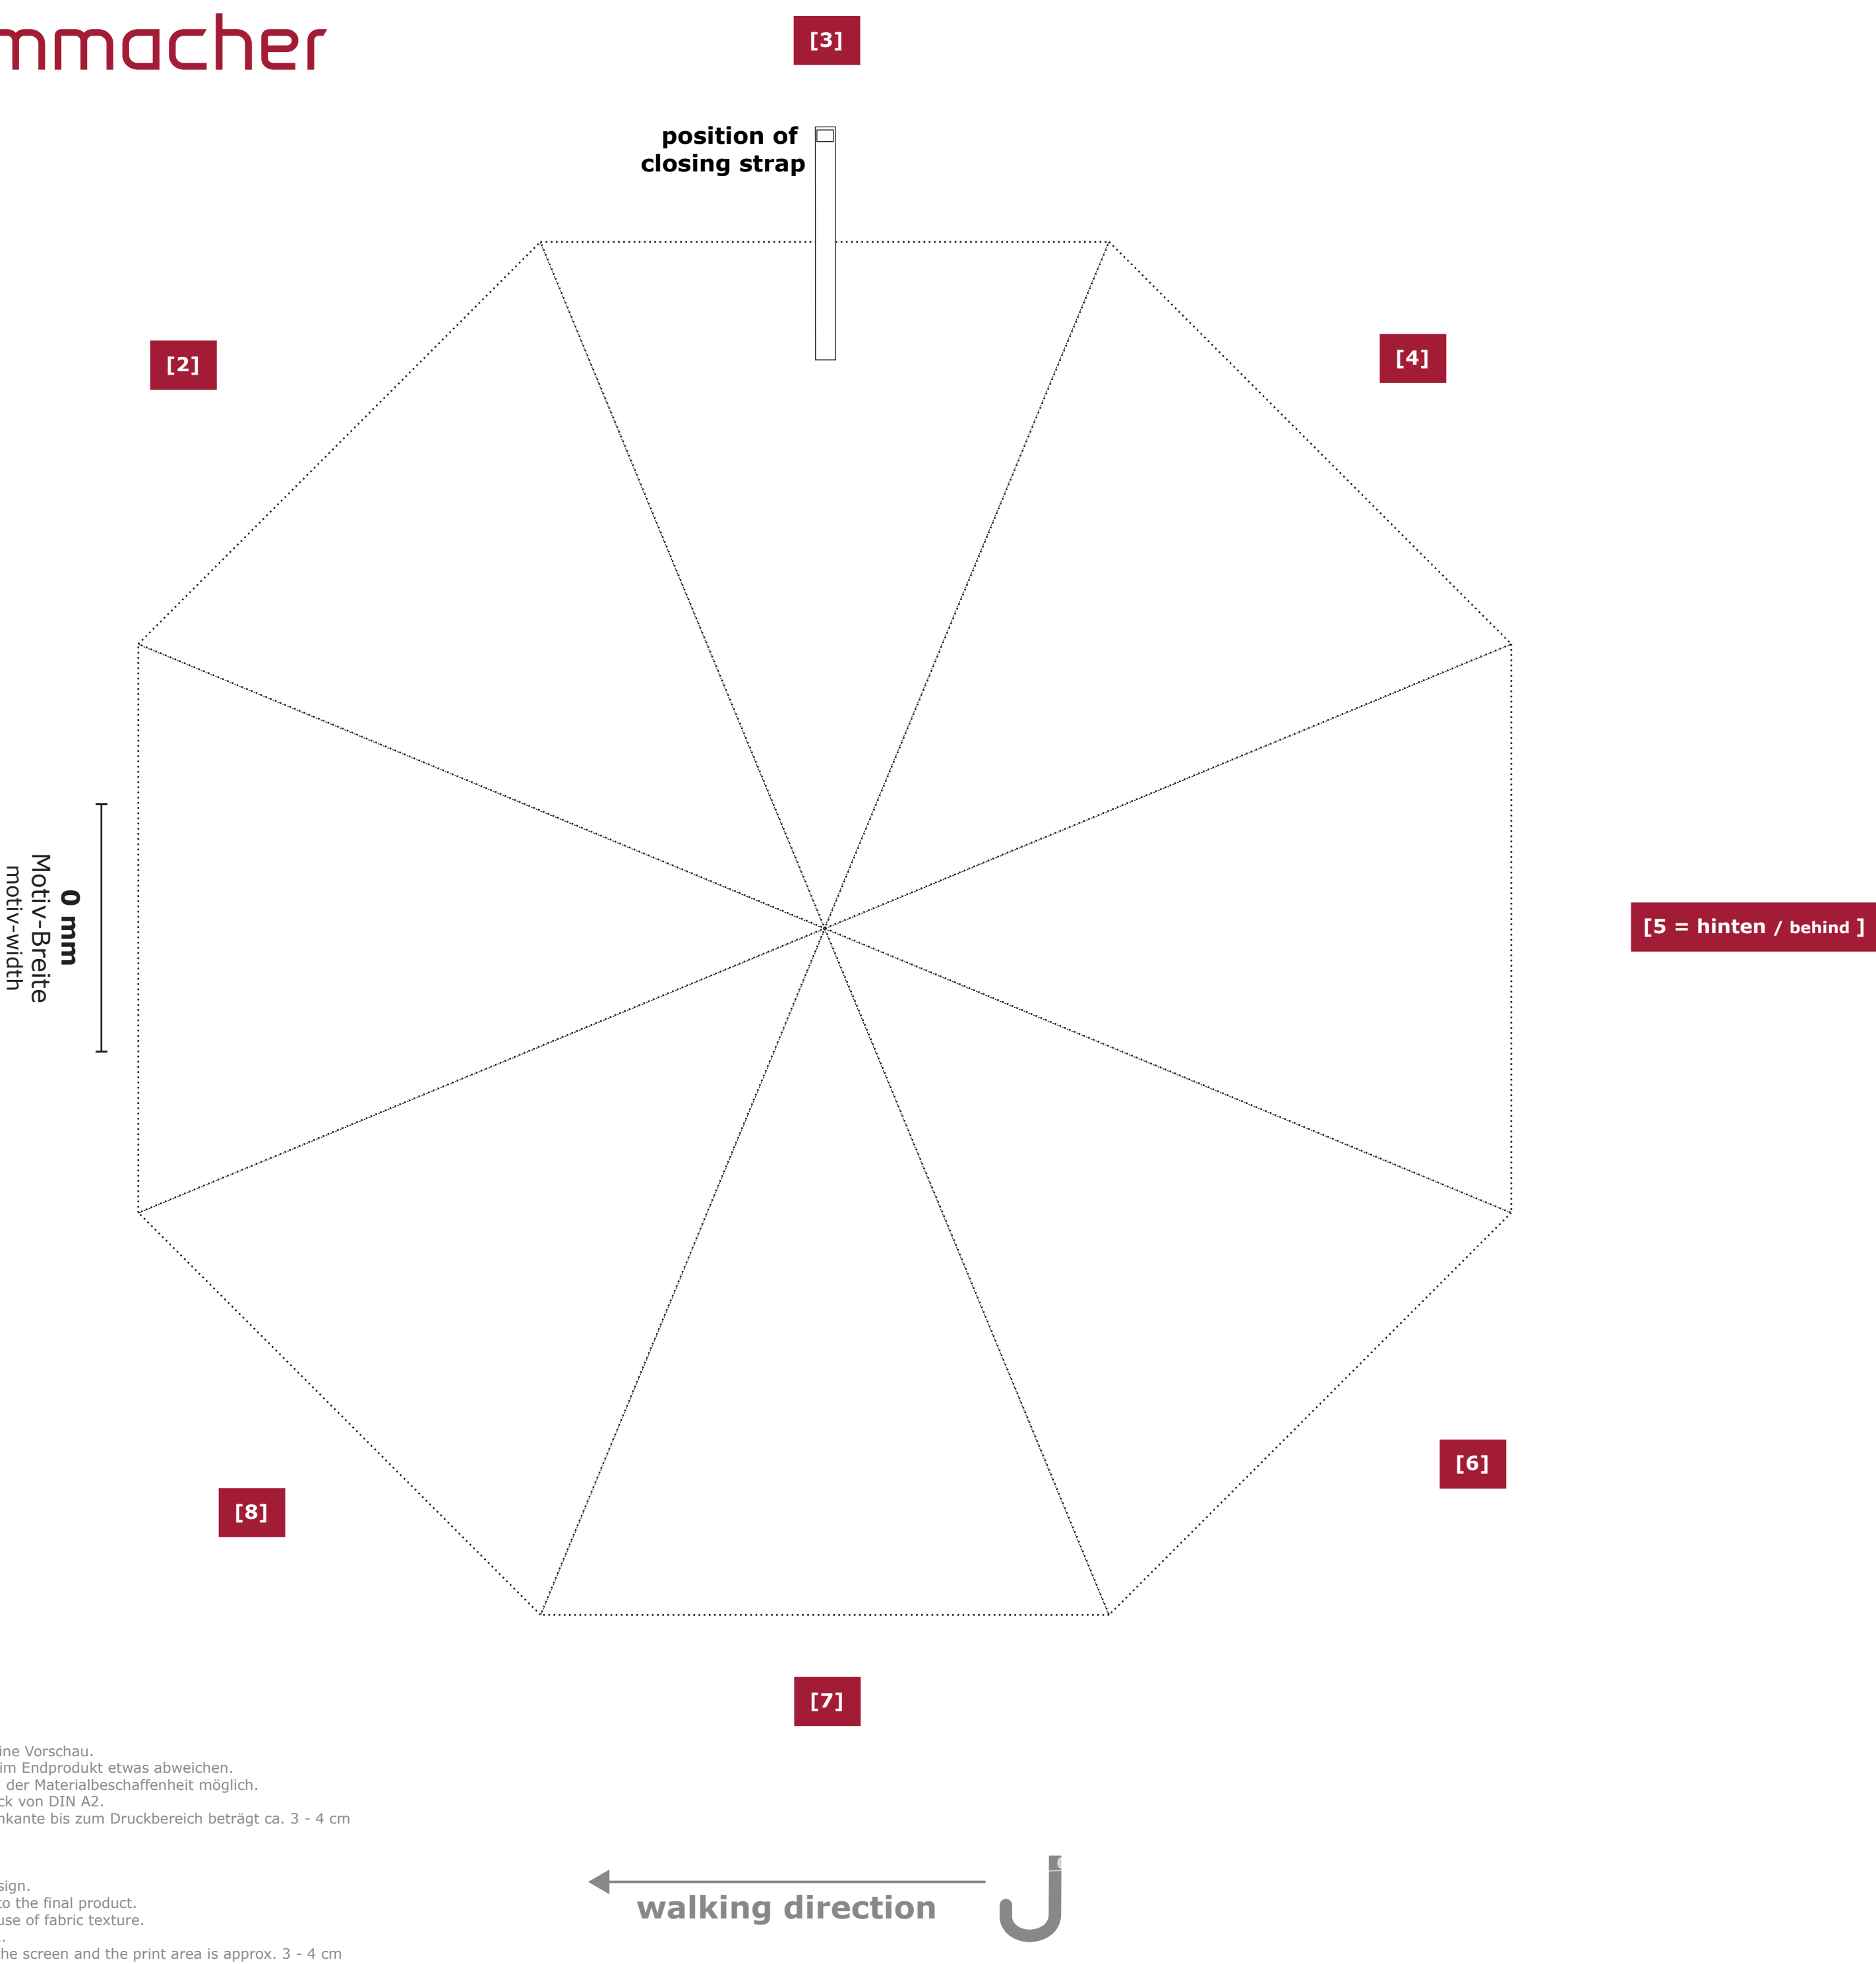 mmacher
[3]
position of
closing strap
[2]
[4]
0 mm
Motiv-Breite
motiv-width
[5 = hinten / behind ]
[6]
[8]
[7]
ine Vorschau.
im Endprodukt etwas abweichen.
der Materialbeschaffenheit möglich.
ck von DIN A2.
nkante bis zum Druckbereich beträgt ca. 3 - 4 cm
sign.
to the final product.
use of fabric texture.
.
the screen and the print area is approx. 3 - 4 cm
walking direction